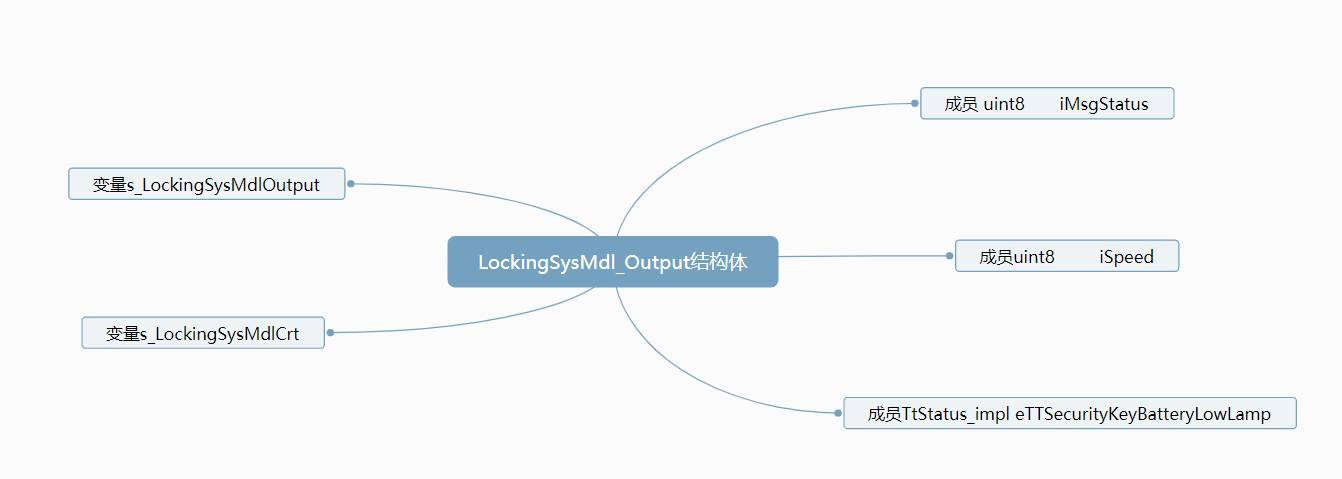 成员 uint8 iMsgStatus
变量s_LockingSysMdlOutput
LockingSysMdl_Output结构体
成员uint8 iSpeed
变量s_LockingSysMdlCrt
成员TtStatus_impl eTTSecurityKeyBatteryLowLamp